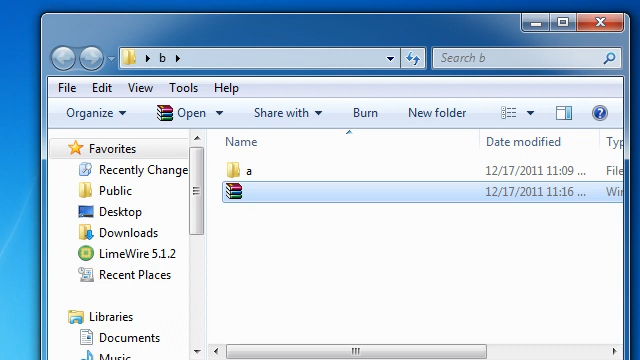 b
Search b
File Edit View Tools Help
Organize Open Share with Burn New folder
Name Date modified
Favorites
Recently Change
a 12/17/2011 11:09 ... File
Public
12/17/2011 11:16 ... Win
Desktop
Downloads
LimeWire 5.1.2
Recent Places
Libraries
Documents
Music